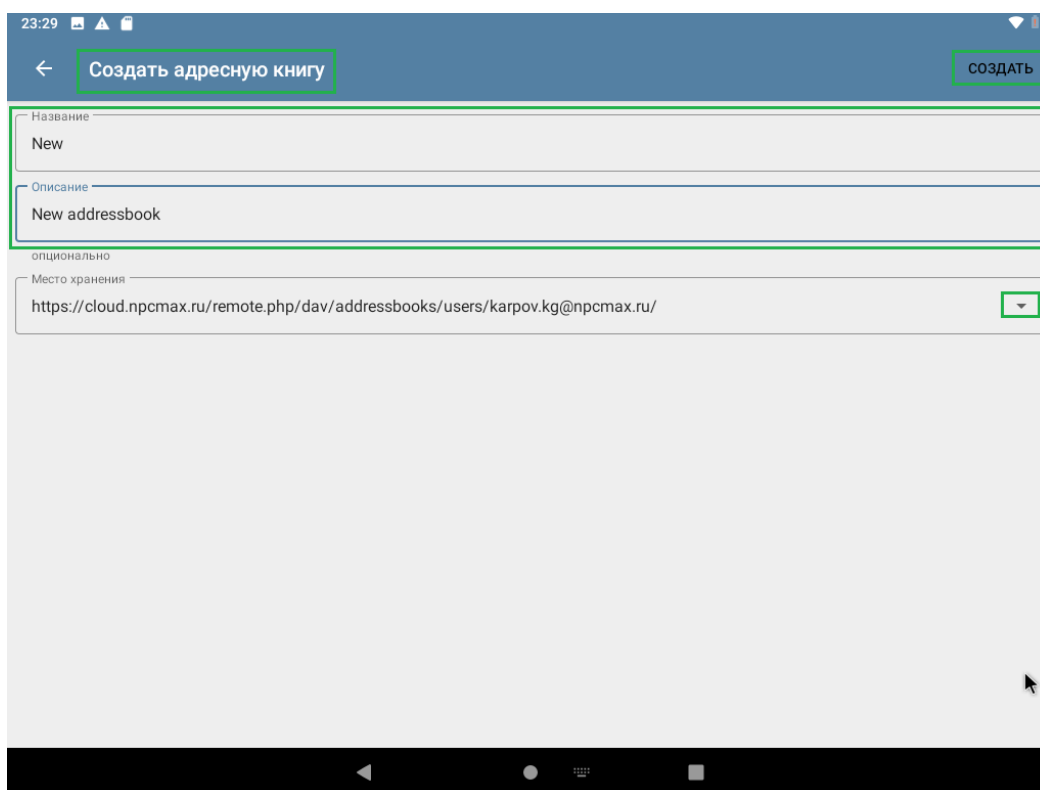 23:29
Создать адресную книгу
СОЗДАТЬ
Название
New
Описание
New addressbook
опционально
Место хранения
https://cloud.npcmax.ru/remote.php/dav/addressbooks/users/karpov.kg@npcmax.ru/